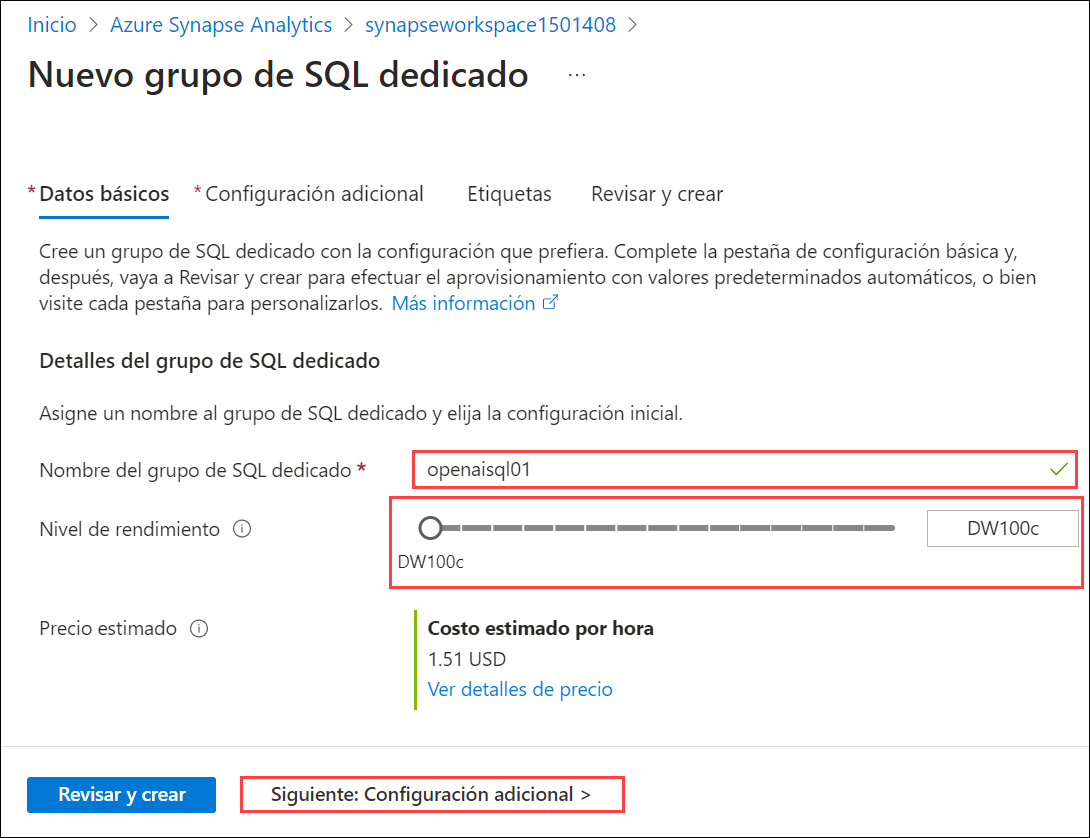 Inicio > Azure Synapse Analytics > synapseworkspace1501408 >
Nuevo grupo de SQL dedicado ...
* Datos básicos * Configuración adicional Etiquetas Revisar y crear
Cree un grupo de SQL dedicado con la configuración que prefiera. Complete la pestaña de configuración básica y,
después, vaya a Revisar y crear para efectuar el aprovisionamiento con valores predeterminados automáticos, o bien
visite cada pestaña para personalizarlos. Más información
Detalles del grupo de SQL dedicado
Asigne un nombre al grupo de SQL dedicado y elija la configuración inicial.
Nombre del grupo de SQL dedicado * openaisql01
Nivel de rendimiento DW100c
DW100c
Precio estimado Costo estimado por hora
1.51 USD
Ver detalles de precio
Revisar y crear Siguiente: Configuración adicional >